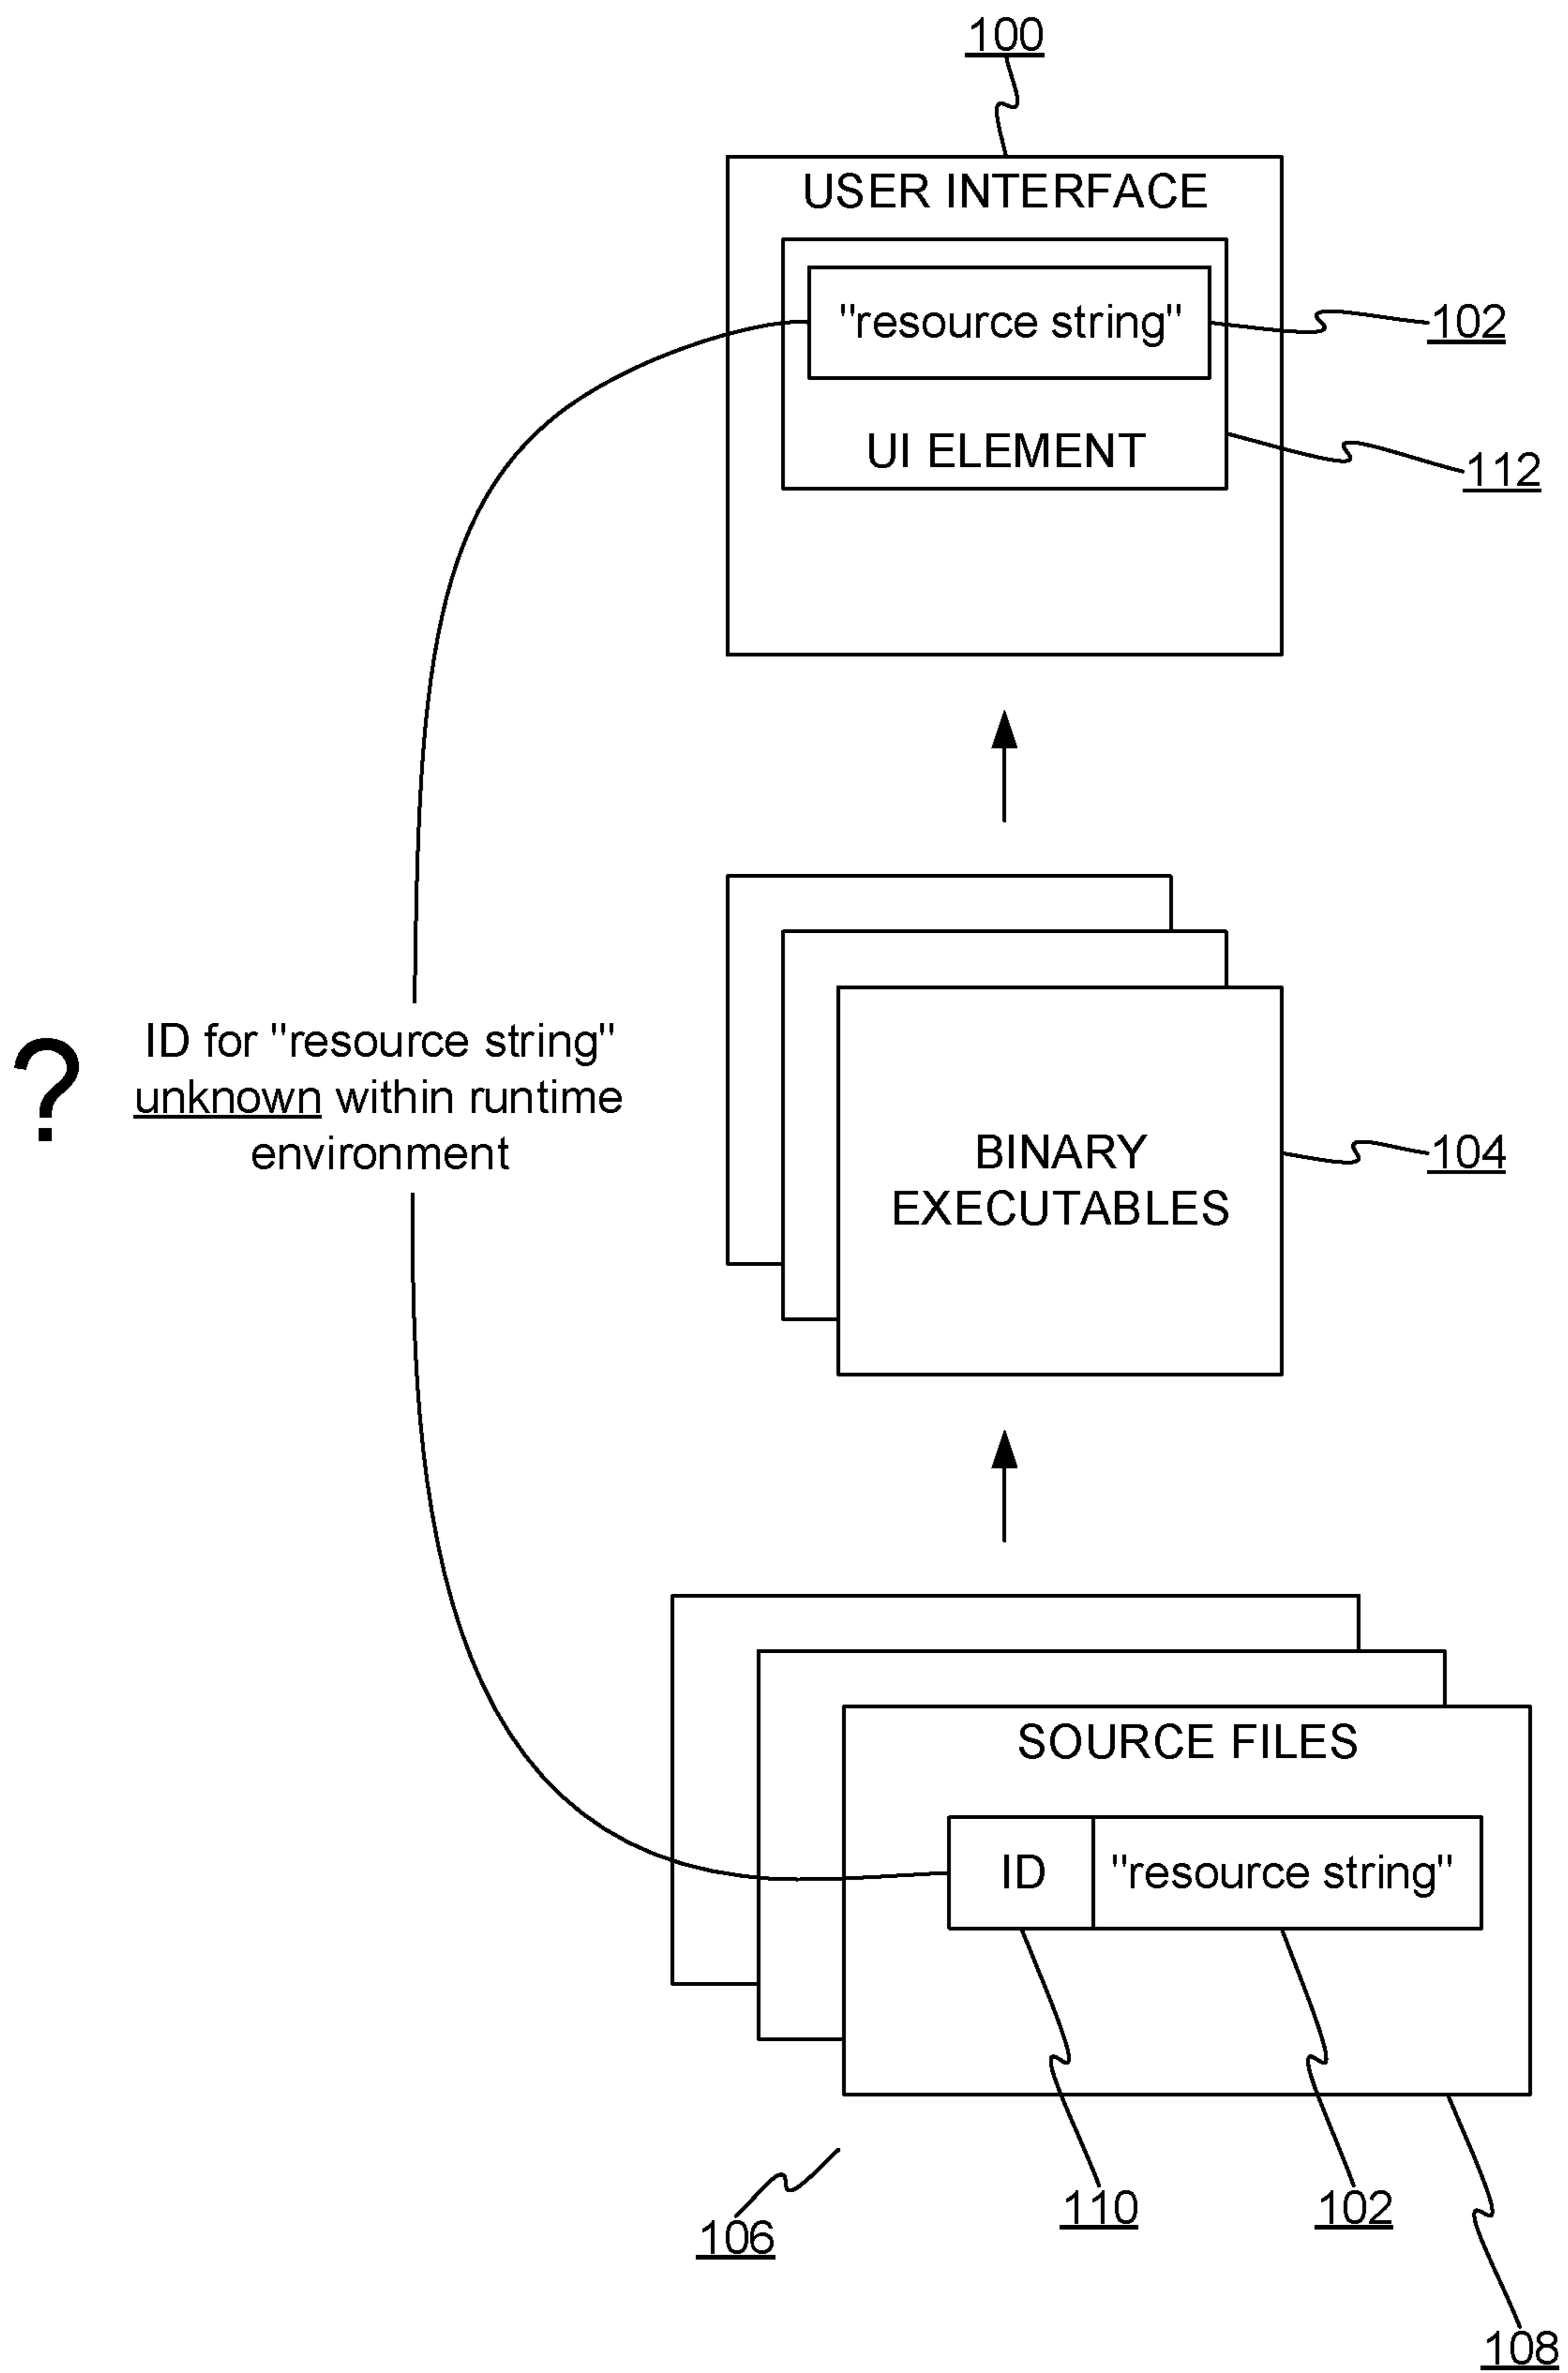 100
USER INTERFACE
"resource string"
102
UI ELEMENT
112
?
ID for "resource string"
unknown within runtime
environment
BINARY
EXECUTABLES
104
SOURCE FILES
ID
"resource string"
110
102
106
108